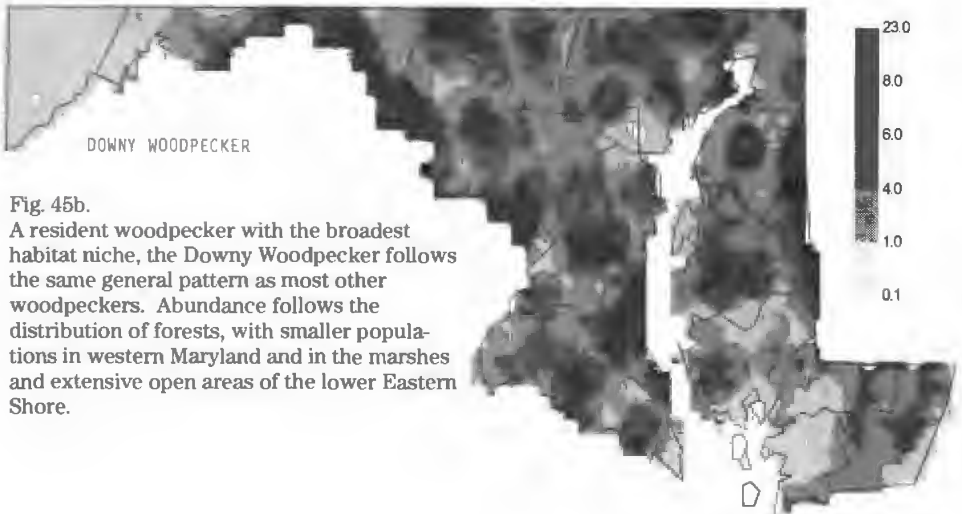 DOWNY WOODPECKER
Fig. 45b.
A resident woodpecker with the broadest
habitat niche, the Downy Woodpecker follows
the same general pattern as most other
woodpeckers. Abundance follows the
distribution of forests, with smaller popula-
tions in western Maryland and in the marshes
and extensive open areas of the lower Eastern
Shore.
23.0
8.0
6.0
4.0
1.0
0.1